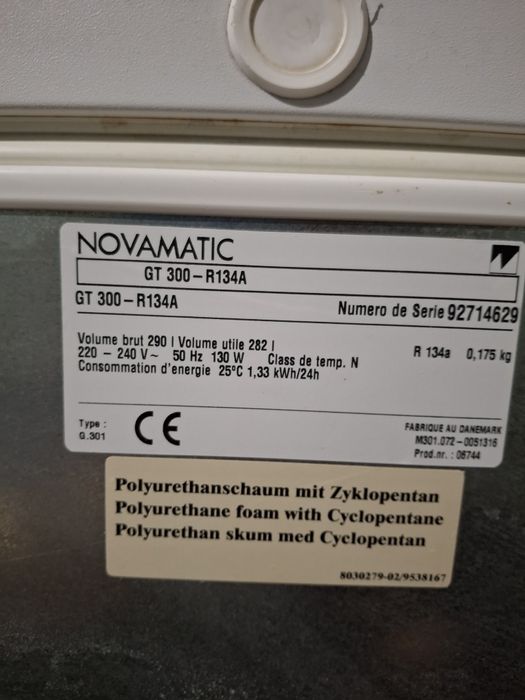 NOVAMATIC
GT 300-R134A
GT 300-R134A
Numero de Serie 92714629
Volume brut 290 l Volume utile 282 l
220 - 240 V~ 50 Hz 130 W Class de temp. N
R 134a 0,175 kg
Consommation d'energie 25°C 1,33 kWh/24h
Type :
G.301
CE
FABRIQUE AU DANEMARK
M301.072-0051316
Prod.nr. : 06744
Polyurethanschaum mit Zyklopentan
Polyurethane foam with Cyclopentane
Polyurethan skum med Cyclopentan
8030279-02/9538167